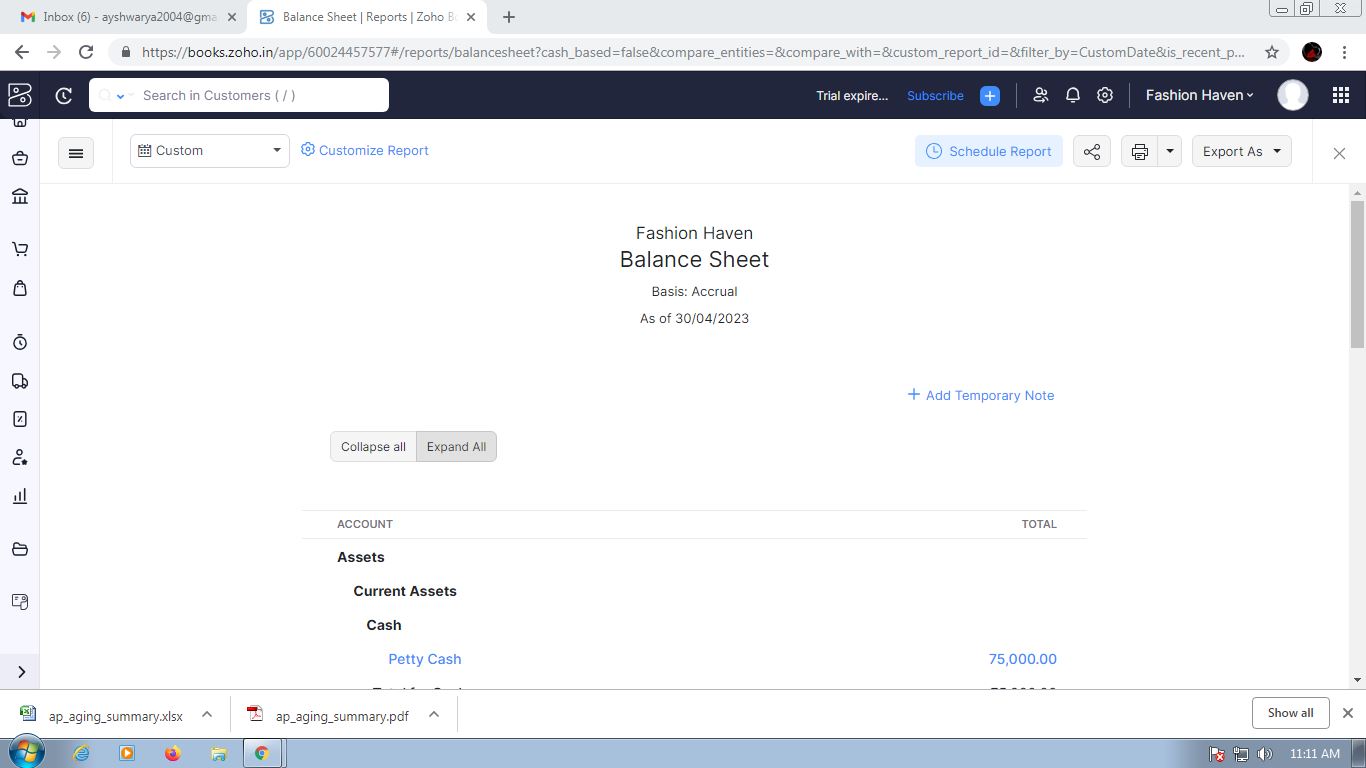 Inbox (6) - ayshwarya2004@gma
Balance Sheet | Reports | Zoho Bo
https://books.zoho.in/app/60024457577#/reports/balancesheet?cash_based=false&compare_entities=&compare_with=&custom_report_id=&filter_by=CustomDate&is_recent_p...
Search in Customers ( / )
Trial expire...
Subscribe
Fashion Haven
Custom
Customize Report
Schedule Report
Export As
Fashion Haven
Balance Sheet
Basis: Accrual
As of 30/04/2023
+ Add Temporary Note
Collapse all
Expand All
ACCOUNT TOTAL
Assets
Current Assets
Cash
Petty Cash 75,000.00
ap_aging_summary.xlsx
ap_aging_summary.pdf
Show all
11:11 AM